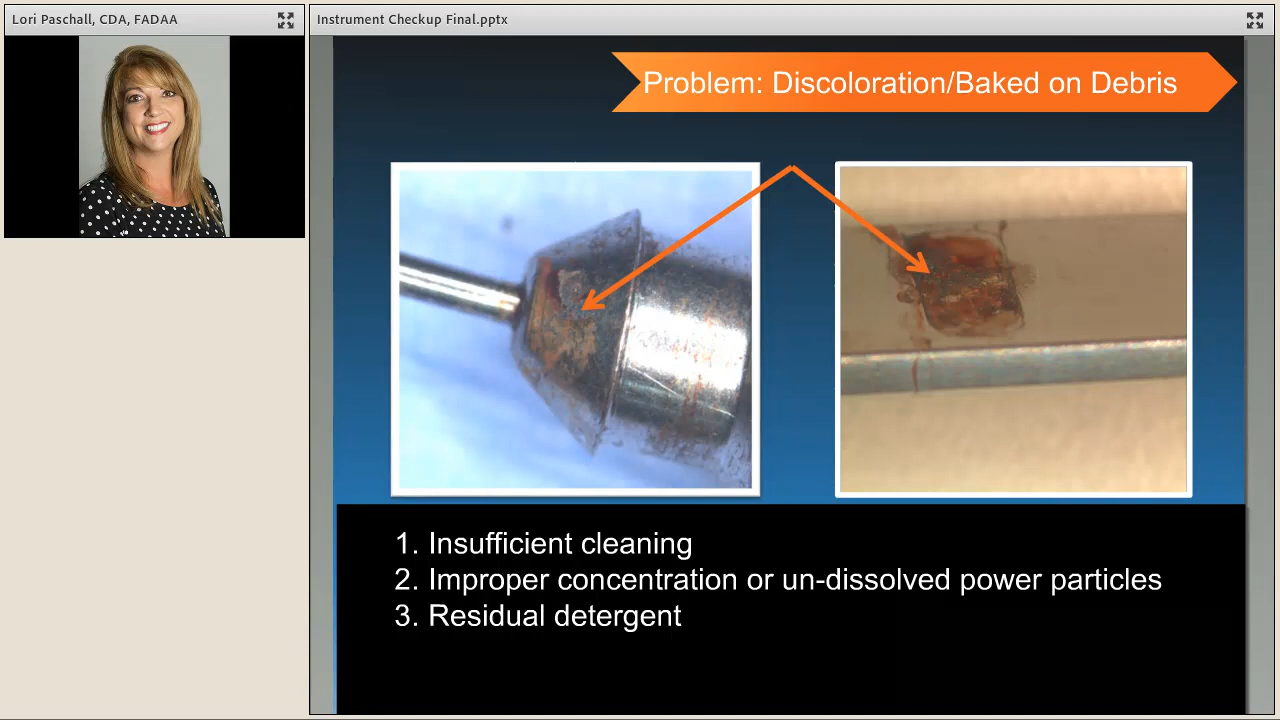 Lori Paschall, CDA, FADAA
Instrument Checkup Final.pptx
Problem: Discoloration/Baked on Debris
1. Insufficient cleaning
2. Improper concentration or un-dissolved power particles
3. Residual detergent